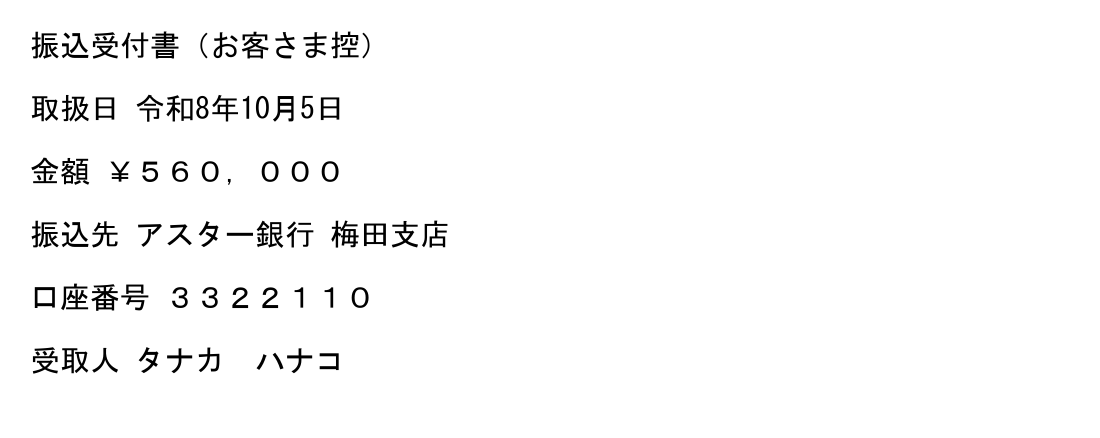 振込受付書（お客さま控）
取扱日 令和8年10月5日
金額 ￥５６０，０００
振込先 アスター銀行 梅田支店
口座番号 ３３２２１１０
受取人 タナカ　ハナコ